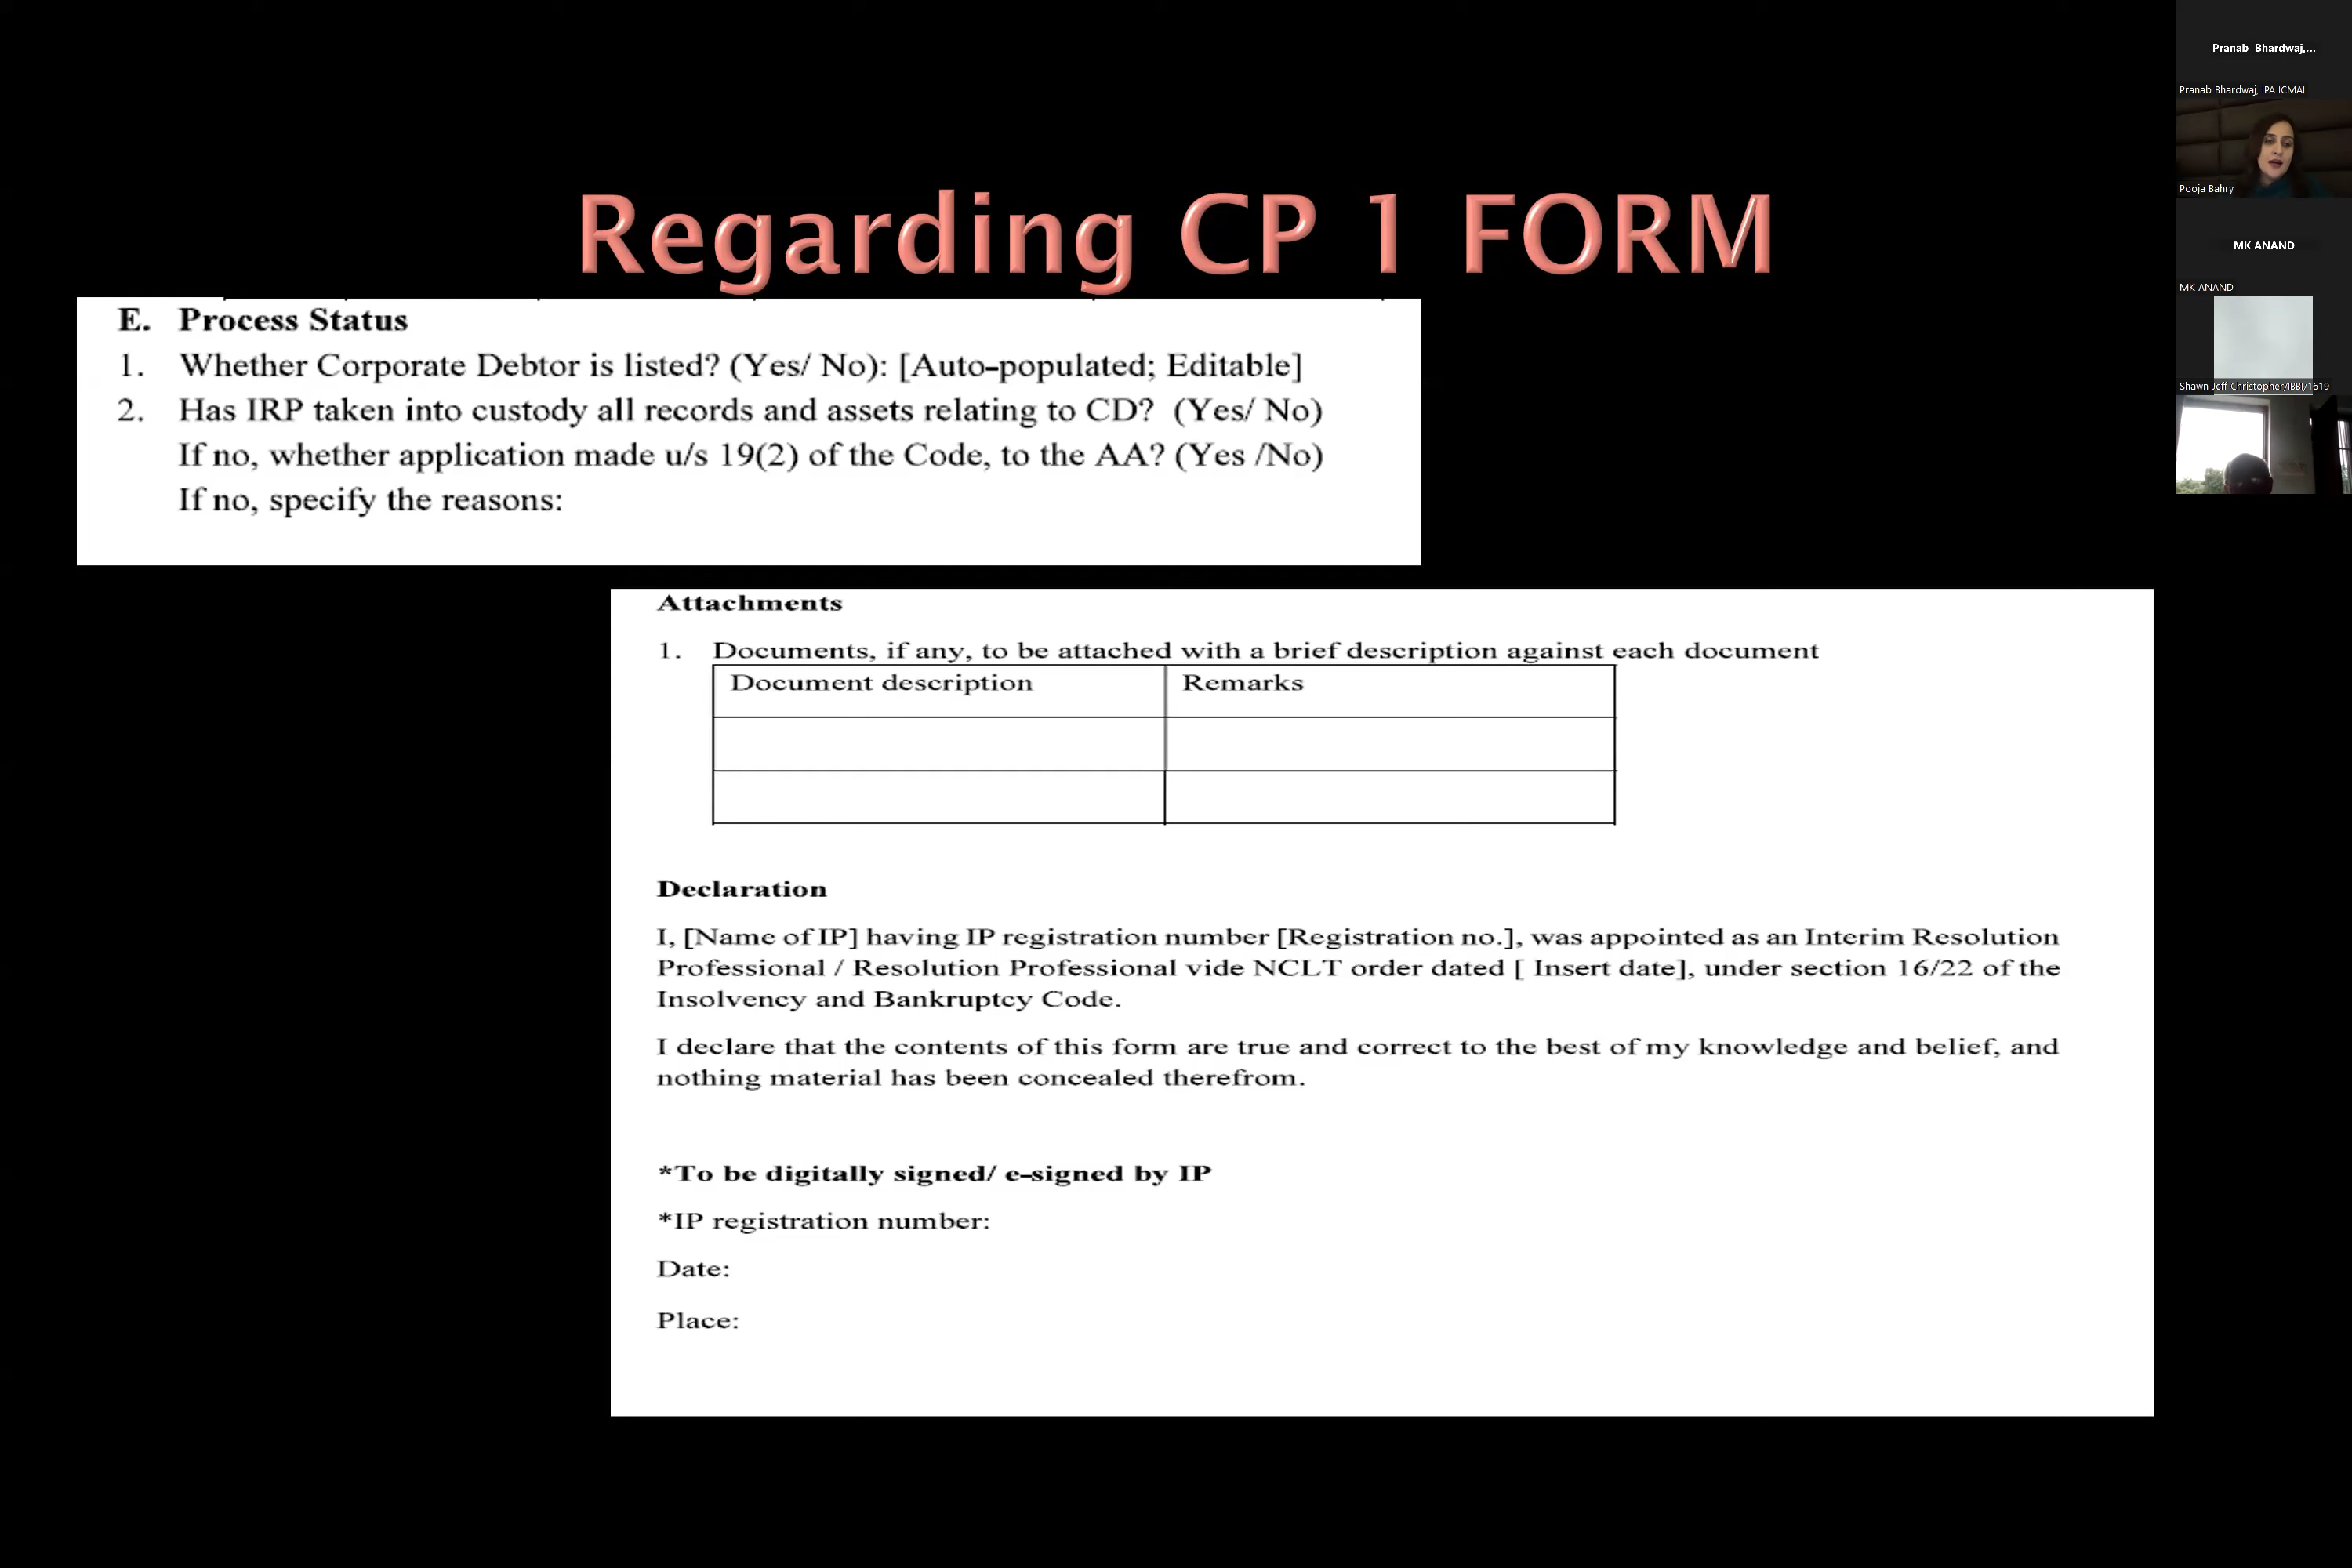 Regarding CP 1 FORM
E. Process Status
1. Whether Corporate Debtor is listed? (Yes/ No): [Auto-populated; Editable]
2. Has IRP taken into custody all records and assets relating to CD? (Yes/ No)
If no, whether application made u/s 19(2) of the Code, to the AA? (Yes /No)
If no, specify the reasons:
Attachments
1. Documents, if any, to be attached with a brief description against each document
Document description Remarks
Declaration
I, [Name of IP] having IP registration number [Registration no.], was appointed as an Interim Resolution
Professional / Resolution Professional vide NCLT order dated [ Insert date], under section 16/22 of the
Insolvency and Bankruptcy Code.
I declare that the contents of this form are true and correct to the best of my knowledge and belief, and
nothing material has been concealed therefrom.
*To be digitally signed/ e-signed by IP
*IP registration number:
Date:
Place:
Pranab Bhardwaj,...
Pranab Bhardwaj, IPA ICMAI
Pooja Bahry
MK ANAND
MK ANAND
Shawn Jeff Christopher/IBBI/1619